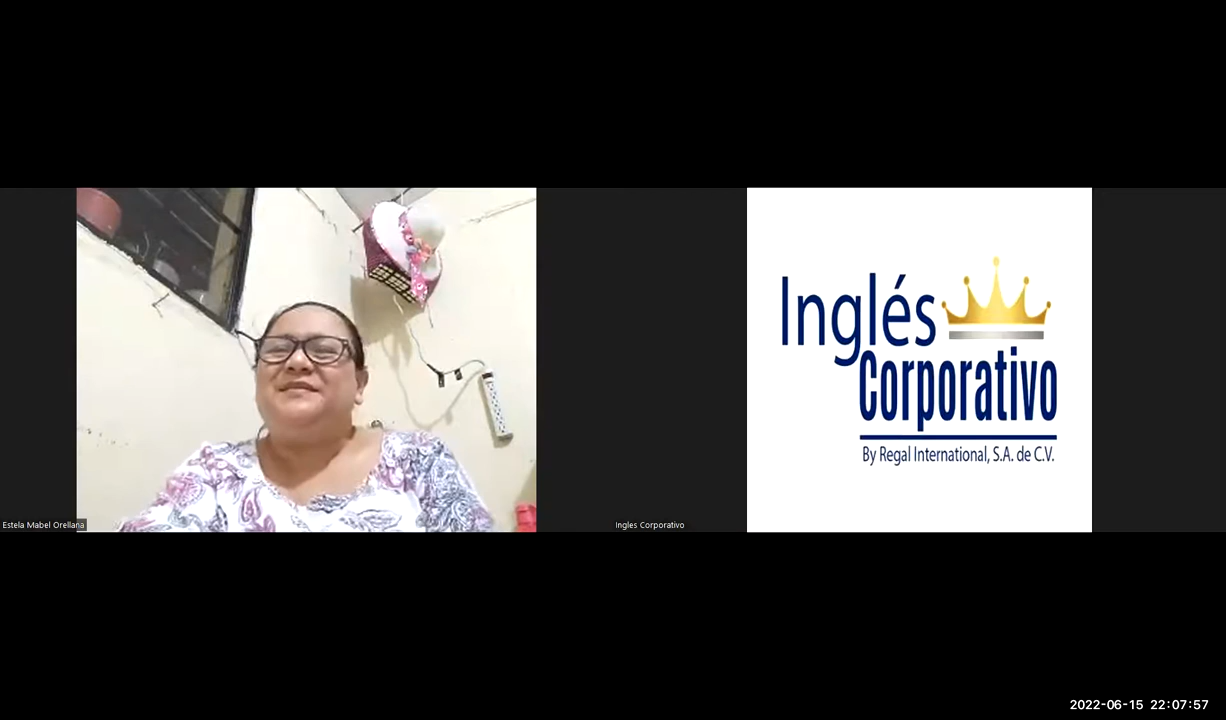 Inglés
Corporativo
By Regal International, S.A. de C.V.
Estela Mabel Orellana
Ingles Corporativo
2022-06-15 22:07:57